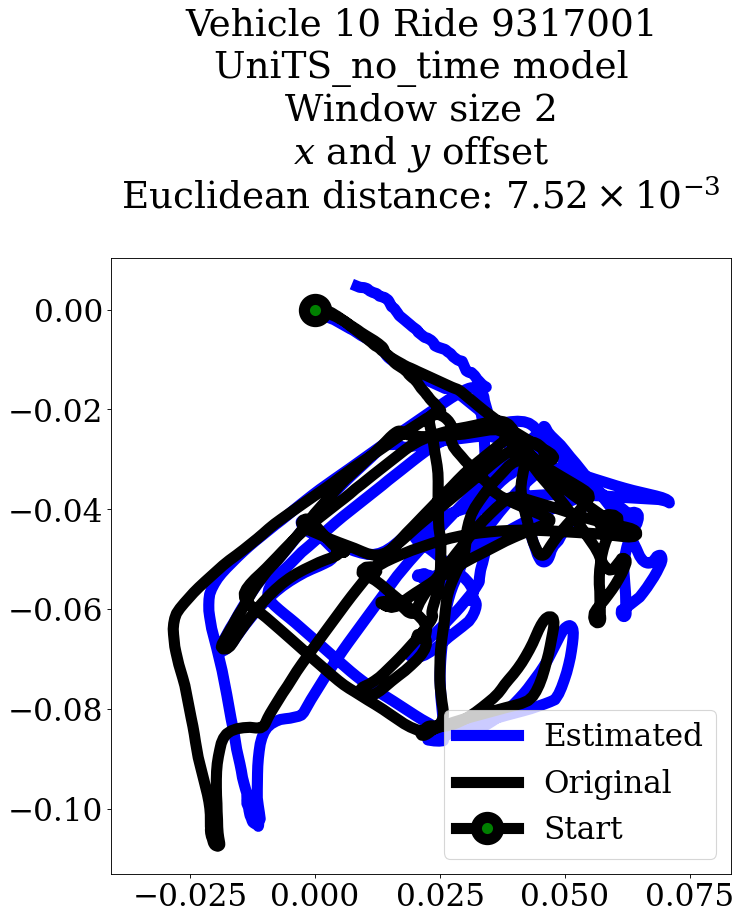 Vehicle 10 Ride 9317001
UniTS_no_time model
Window size 2
x and y offset
Euclidean distance: 7.52 × 10⁻³
0.00
−0.02
−0.04
−0.06
−0.08
−0.10
Estimated
Original
Start
−0.025 0.000 0.025 0.050 0.075